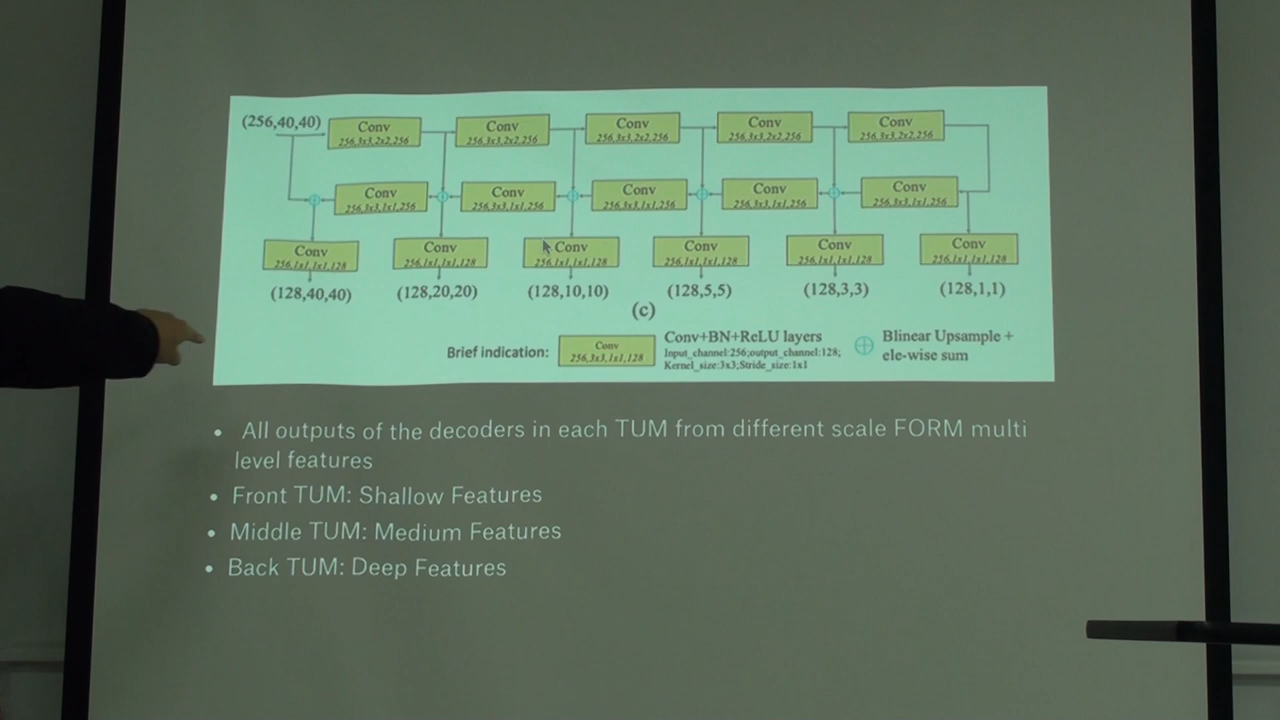 (256,40,40)
Conv
256,3x3,2x2,256
Conv
256,3x3,2x2,256
Conv
256,3x3,2x2,256
Conv
256,3x3,2x2,256
Conv
256,3x3,2x2,256
Conv
256,3x3,1x1,256
Conv
256,3x3,1x1,256
Conv
256,3x3,1x1,256
Conv
256,3x3,1x1,256
Conv
256,3x3,1x1,256
Conv
256,1x1,1x1,128
Conv
256,1x1,1x1,128
Conv
256,1x1,1x1,128
Conv
256,1x1,1x1,128
Conv
256,1x1,1x1,128
Conv
256,1x1,1x1,128
(128,40,40)
(128,20,20)
(128,10,10)
(128,5,5)
(128,3,3)
(128,1,1)
(c)
Brief indication:
Conv
256,3x3,1x1,128
Conv+BN+ReLU layers
Input_channel:256;output_channel:128;
Kernel_size:3x3;Stride_size:1x1
Blinear Upsample +
ele-wise sum
• All outputs of the decoders in each TUM from different scale FORM multi
level features
• Front TUM: Shallow Features
• Middle TUM: Medium Features
• Back TUM: Deep Features